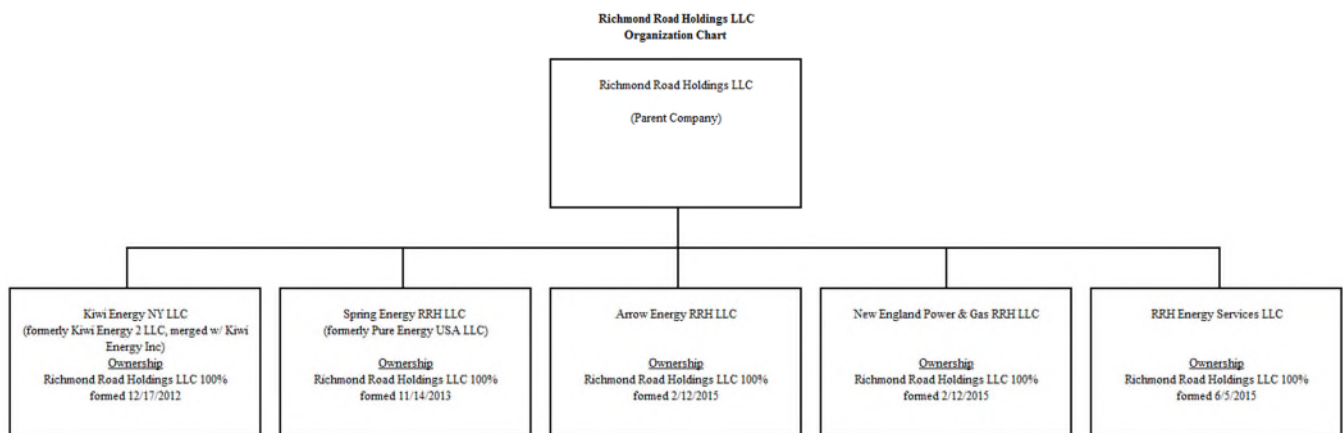 Richmond Road Holdings LLC
Organization Chart
Richmond Road Holdings LLC
(Parent Company)
Kiwi Energy NY LLC
(formerly Kiwi Energy 2 LLC, merged w/ Kiwi
Energy Inc)
Ownership
Richmond Road Holdings LLC 100%
formed 12/17/2012
Spring Energy RRH LLC
(formerly Pure Energy USA LLC)
Ownership
Richmond Road Holdings LLC 100%
formed 11/14/2013
Arrow Energy RRH LLC
Ownership
Richmond Road Holdings LLC 100%
formed 2/12/2015
New England Power & Gas RRH LLC
Ownership
Richmond Road Holdings LLC 100%
formed 2/12/2015
RRH Energy Services LLC
Ownership
Richmond Road Holdings LLC 100%
formed 6/5/2015